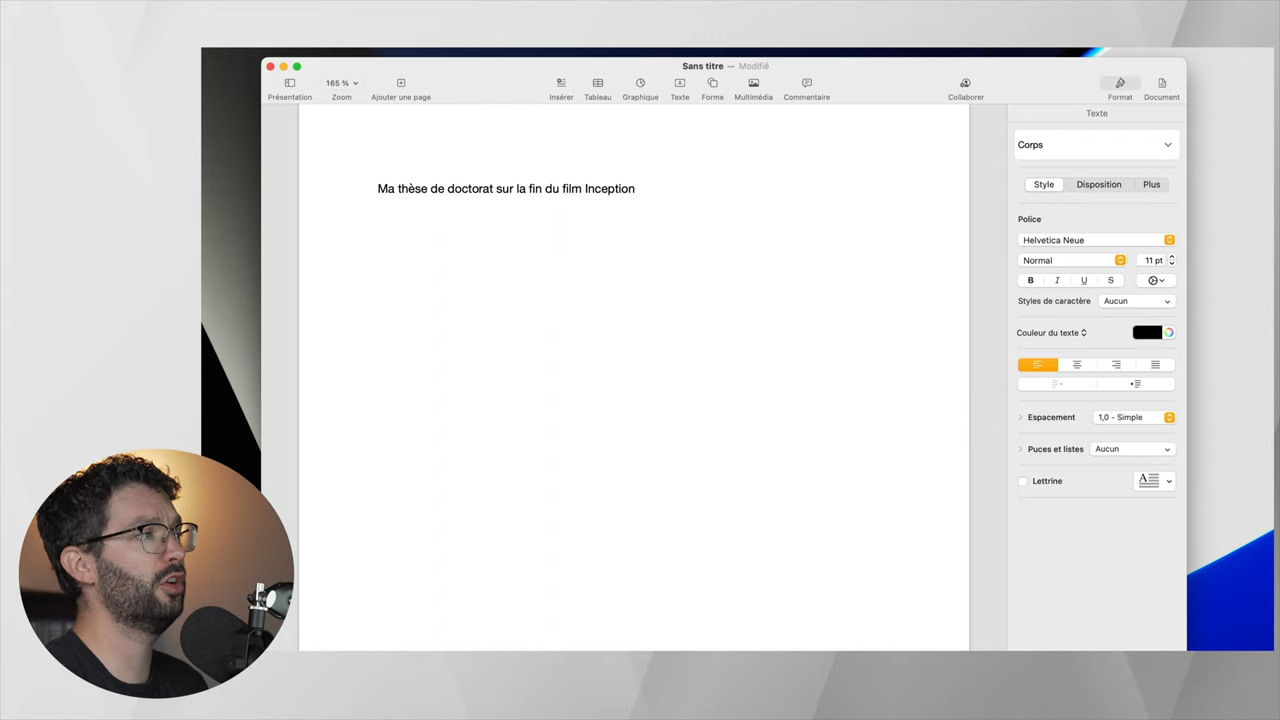 Sans titre — Modifié
165 %
Présentation
Zoom
Ajouter une page
Insérer
Tableau
Graphique
Texte
Forme
Multimédia
Commentaire
Collaborer
Format
Document
Texte
Corps
Ma thèse de doctorat sur la fin du film Inception
Style
Disposition
Plus
Police
Helvetica Neue
Normal
11 pt
B I U S
Styles de caractère
Aucun
Couleur du texte
Espacement
1,0 - Simple
Puces et listes
Aucun
Lettrine
A